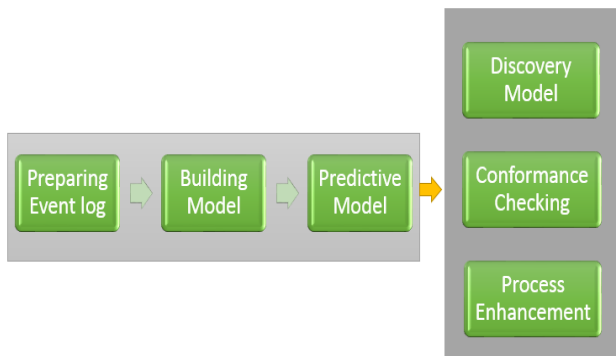 Preparing
Event log
Building
Model
Predictive
Model
Discovery
Model
Conformance
Checking
Process
Enhancement